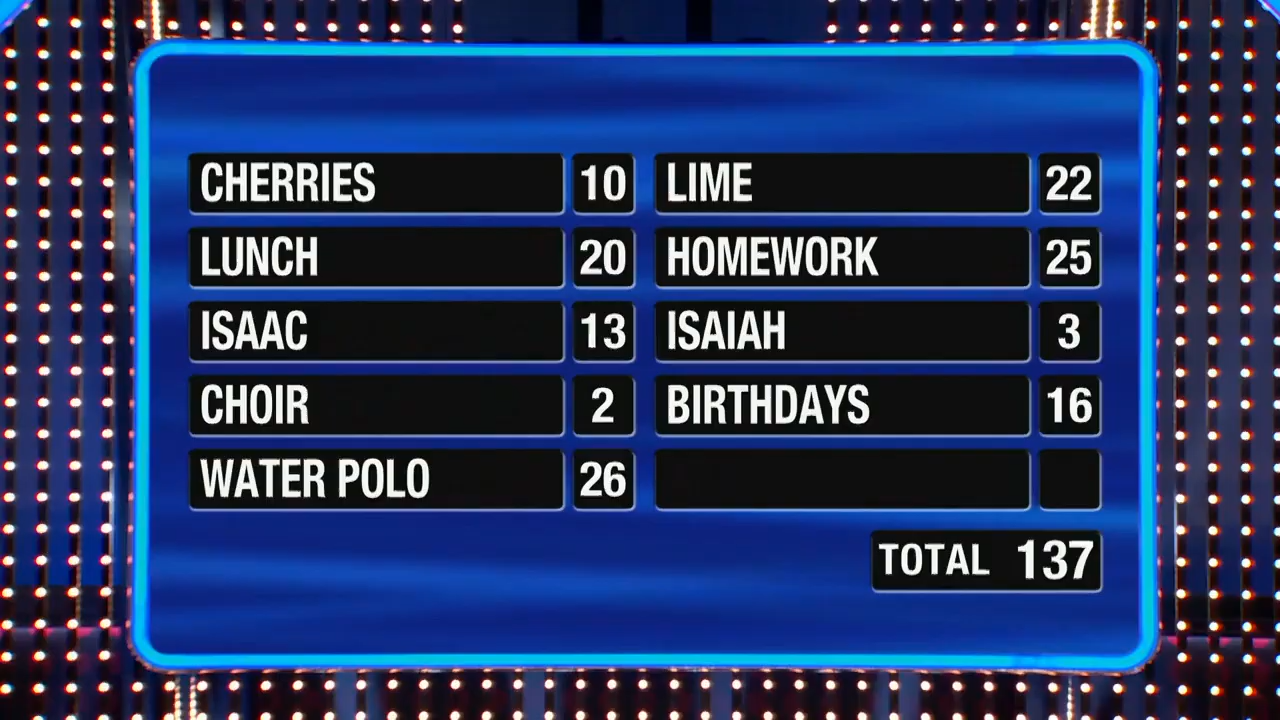 CHERRIES 10
LUNCH 20
ISAAC 13
CHOIR 2
WATER POLO 26
LIME 22
HOMEWORK 25
ISAIAH 3
BIRTHDAYS 16
TOTAL 137